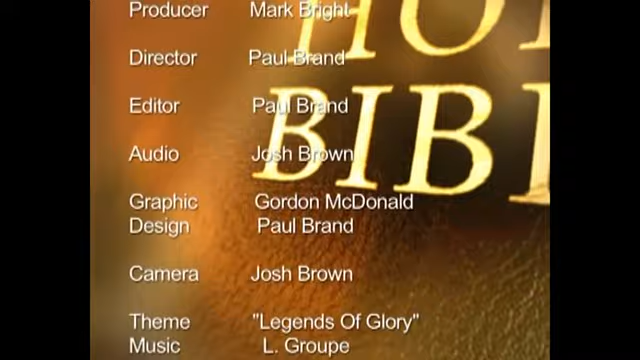 Producer Mark Bright
Director Paul Brand
Editor Paul Brand
Audio Josh Brown
Graphic Gordon McDonald
Design Paul Brand
Camera Josh Brown
Theme "Legends Of Glory"
Music L. Groupe
HO
BIB